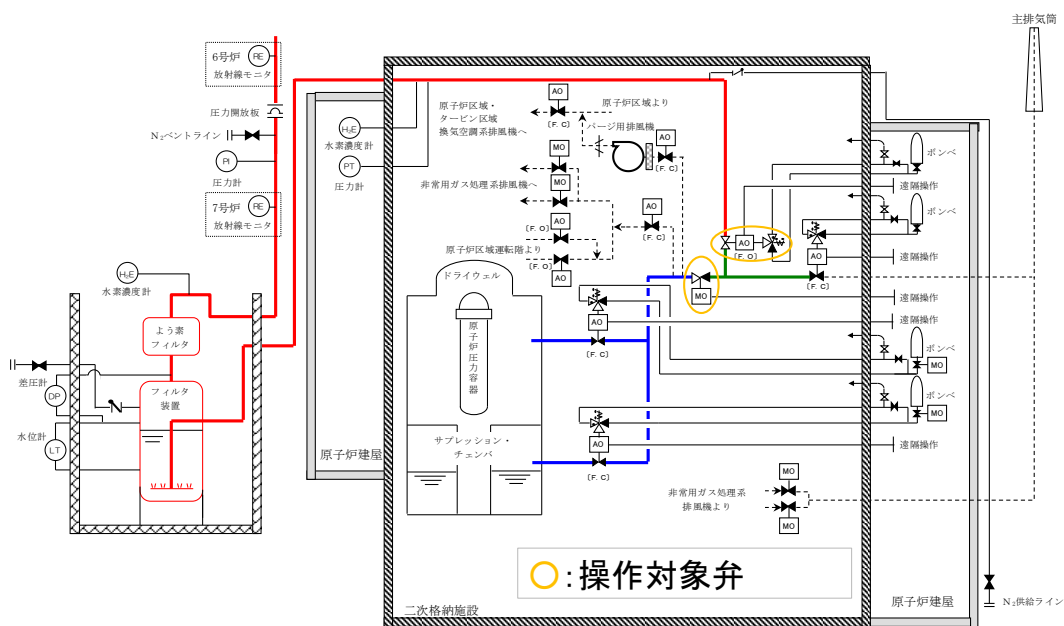 主排気筒
6号炉
RE
放射線モニタ
圧力開放板
N₂ベントライン
PI
圧力計
7号炉
RE
放射線モニタ
H₂E
水素濃度計
よう素
フィルタ
フィルタ
装置
差圧計
DP
水位計
LT
H₂E
水素濃度計
PT
圧力計
原子炉建屋
原子炉区域・
タービン区域
換気空調系排風機へ
AO
(F. C)
原子炉区域より
パージ用排風機
AO
(F. C)
MO
非常用ガス処理系排風機へ
MO
AO
(F. C)
AO
(F. O)
原子炉区域運転階より
(F. O)
AO
ドライウェル
原子炉圧力容器
サプレッション・
チェンバ
AO
(F. O)
MO
AO
(F. C)
AO
(F. C)
AO
(F. C)
ボンベ
遠隔操作
ボンベ
遠隔操作
遠隔操作
遠隔操作
ボンベ
MO
ボンベ
MO
遠隔操作
MO
非常用ガス処理系
排風機より
MO
:操作対象弁
二次格納施設
原子炉建屋
N₂供給ライン